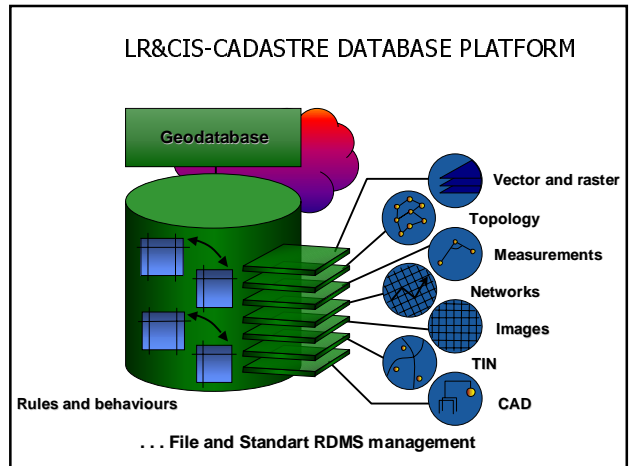 LR&CIS-CADASTRE DATABASE PLATFORM
Geodatabase
Vector and raster
Topology
Measurements
Networks
Images
TIN
CAD
Rules and behaviours
. . . File and Standart RDMS management